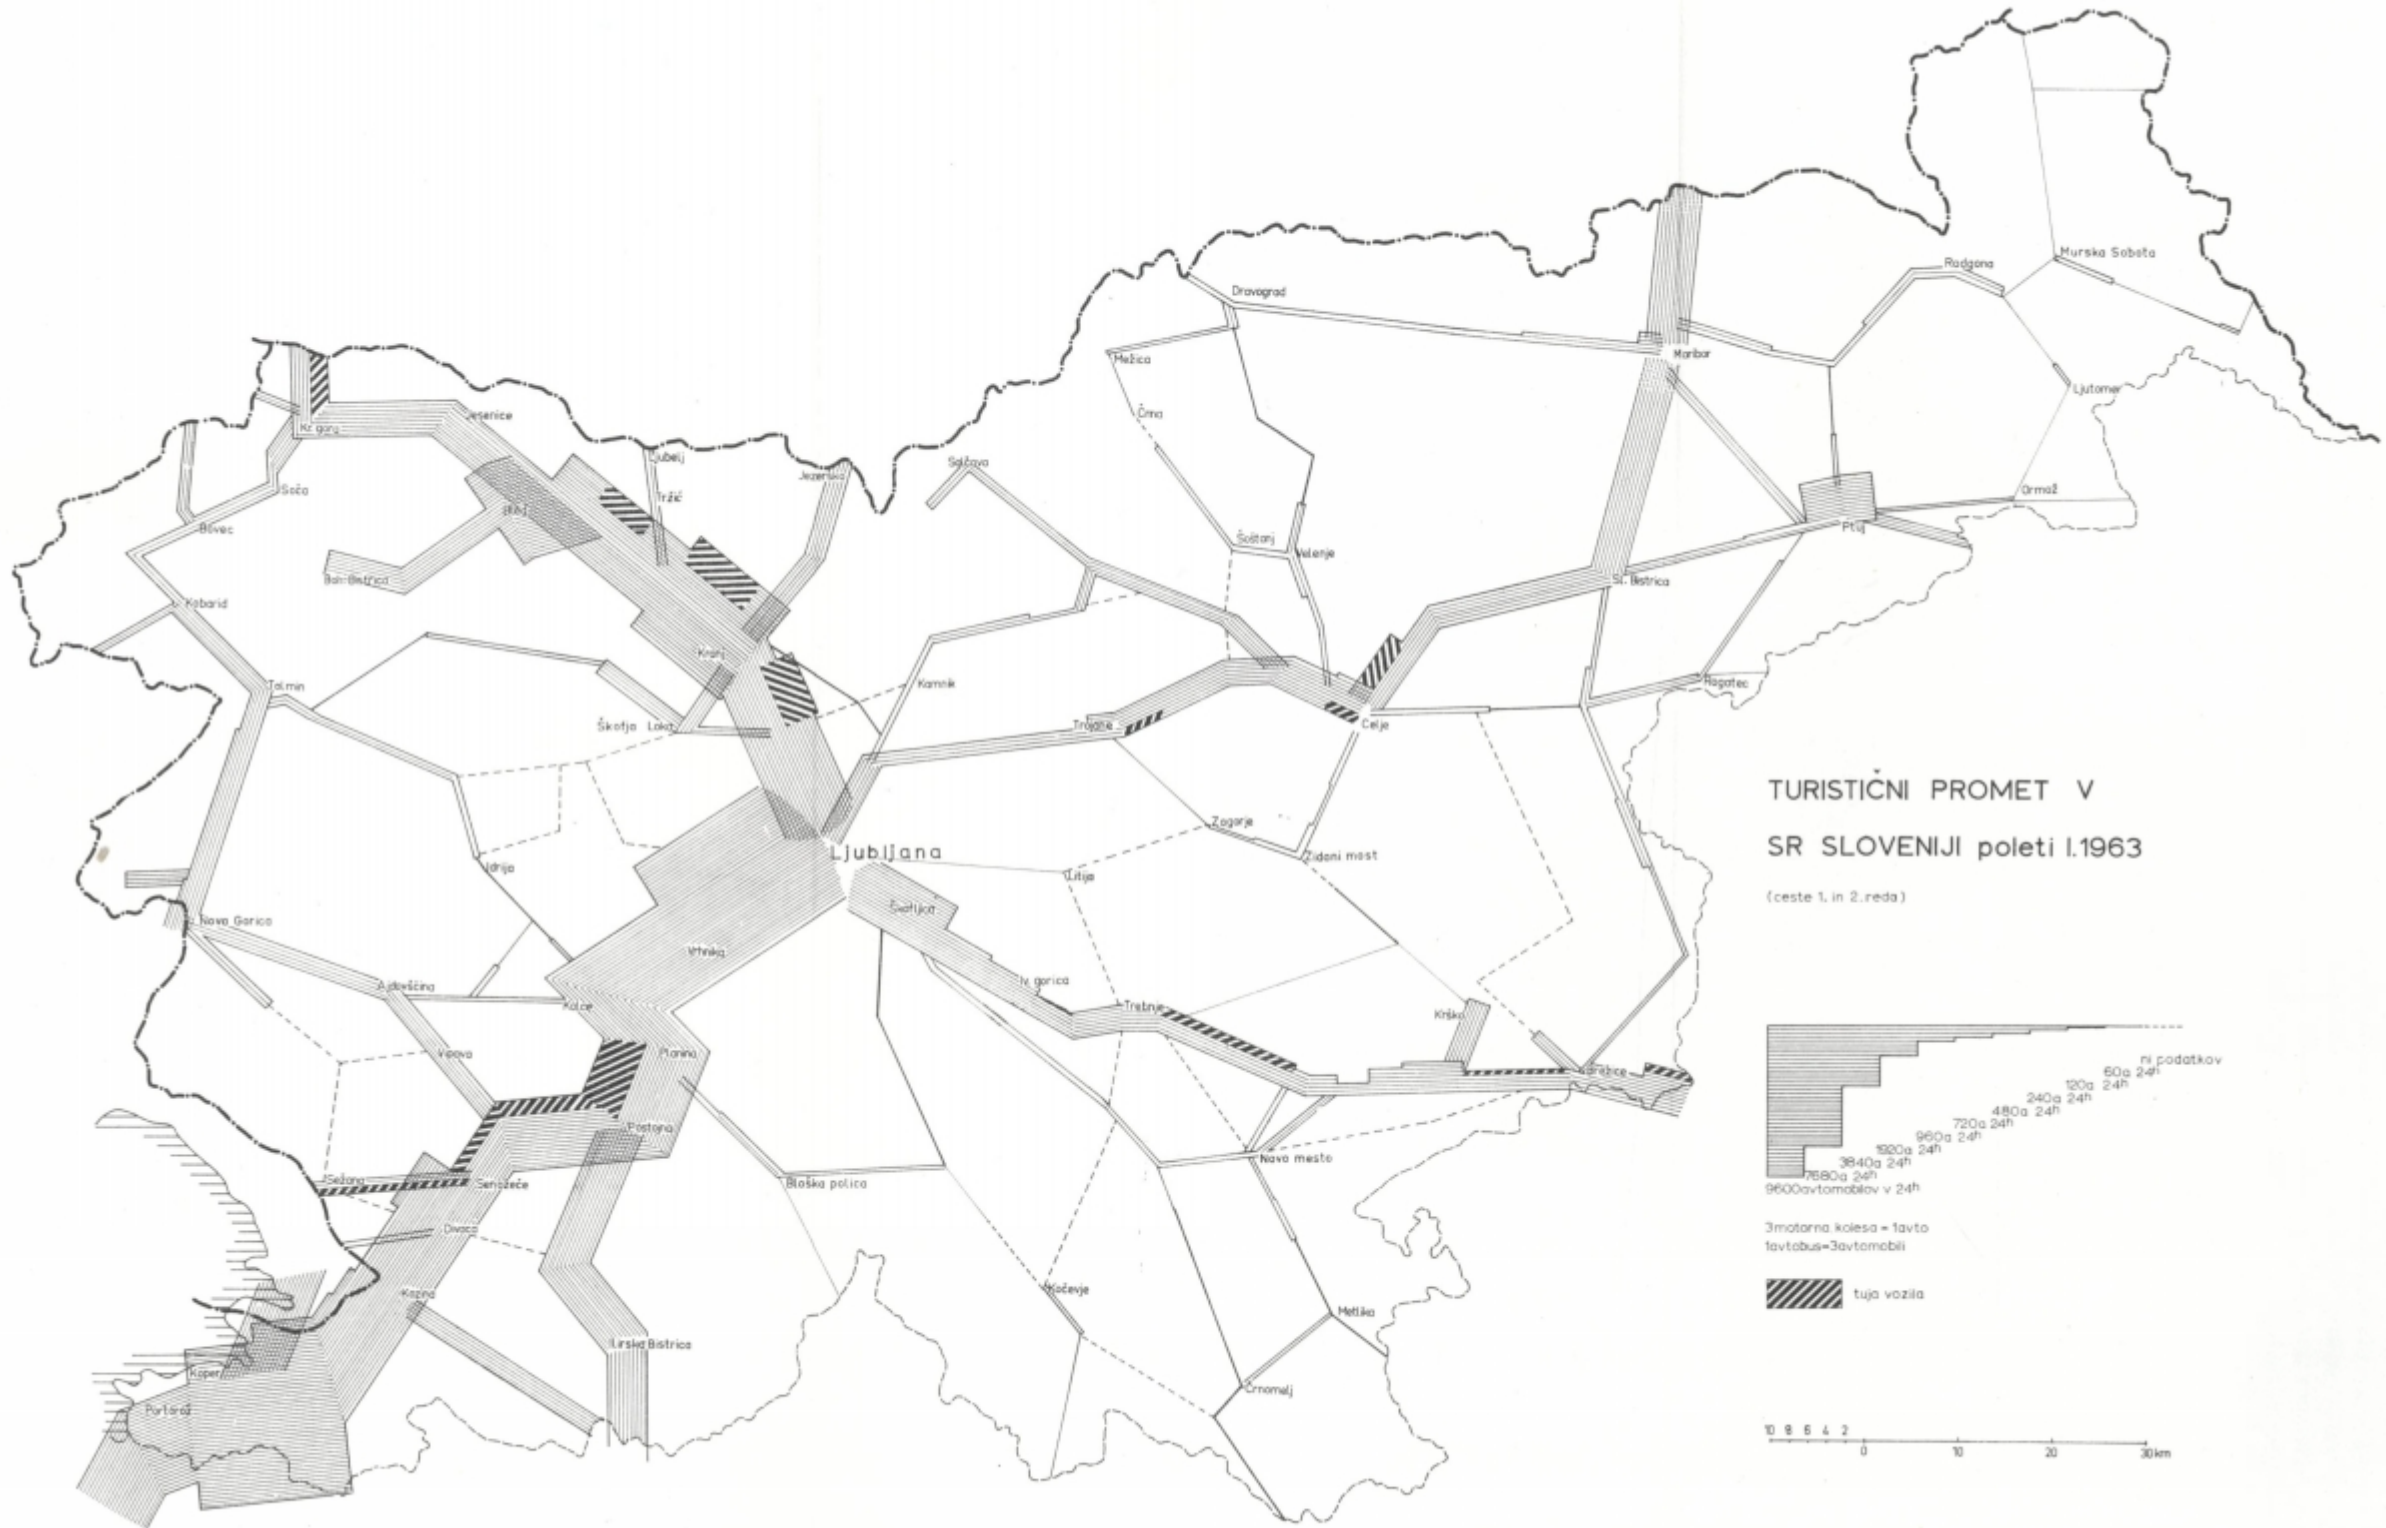 Murska Sobota
Radgona
Dravograd
Maribor
Mežica
Ljutomer
Jesenice
Črna
Ljubelj
Solčava
Jezersko
Tržič
Soča
Ormož
Bled
Bovec
Ptuj
Šoštanj
Velenje
Boh. Bistrica
Sl. Bistrica
Kobarid
Kranj
Tolmin
Kamnik
Rogatec
Škofja Loka
Trojane
Celje
TURISTIČNI PROMET V
SR SLOVENIJI poleti l.1963
(ceste 1. in 2. reda)
Zagorje
Ljubljana
Zidani most
Idrija
Litija
Škofljica
Nova Gorica
Vrhnika
Iv. gorica
Ajdovščina
Kalce
Trebnje
Krško
Vipava
Planina
Brežice
ni podatkov
60a 24h
120a 24h
240a 24h
480a 24h
720a 24h
960a 24h
1920a 24h
3840a 24h
7680a 24h
9600avtomobilov v 24h
Postojna
Novo mesto
Sežana
Senožeče
Bloška polica
Divača
3motorna kolesa = 1avto
1avtobus=3avtomobili
Kozina
Kočevje
tuja vozila
Metlika
Ilirska Bistrica
Koper
Črnomelj
Portorož
10 8 6 4 2
0 10 20 30km